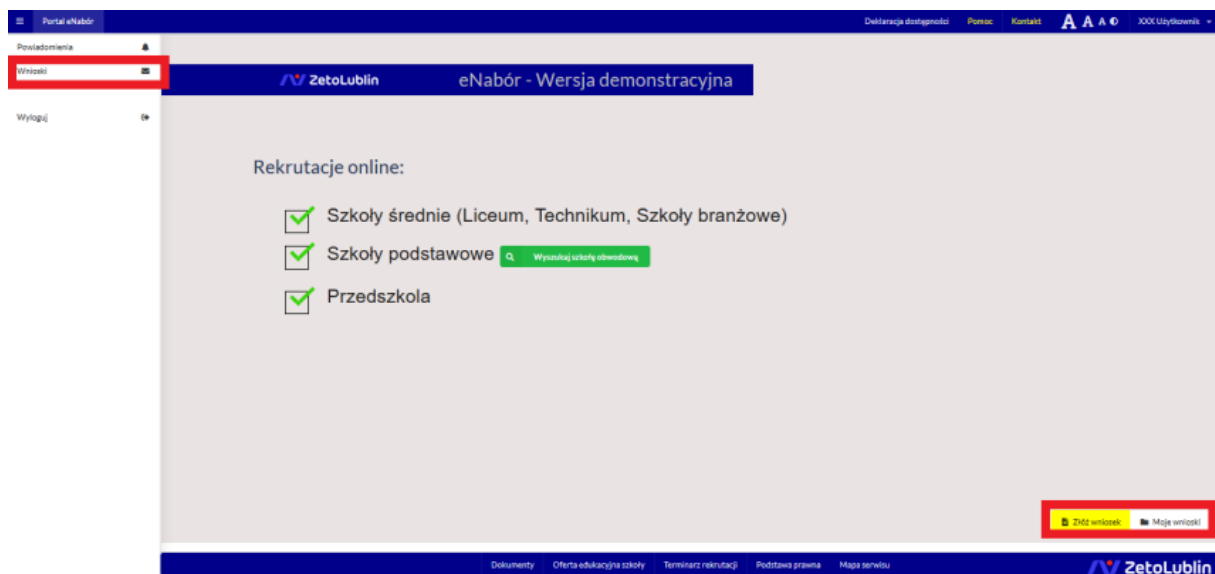 Portal eNabór
Deklaracja dostępności Pomoc Kontakt A A A XXX Użytkownik
Powiadomienia
Wnioski
Wyloguj
ZetoLublin eNabór - Wersja demonstracyjna
Rekrutacje online:
Szkoły średnie (Liceum, Technikum, Szkoły branżowe)
Szkoły podstawowe Wyszukaj szkołę obwodową
Przedszkola
Złóż wniosek Moje wnioski
Dokumenty Oferta edukacyjna szkoły Terminarz rekrutacji Podstawa prawna Mapa serwisu
ZetoLublin